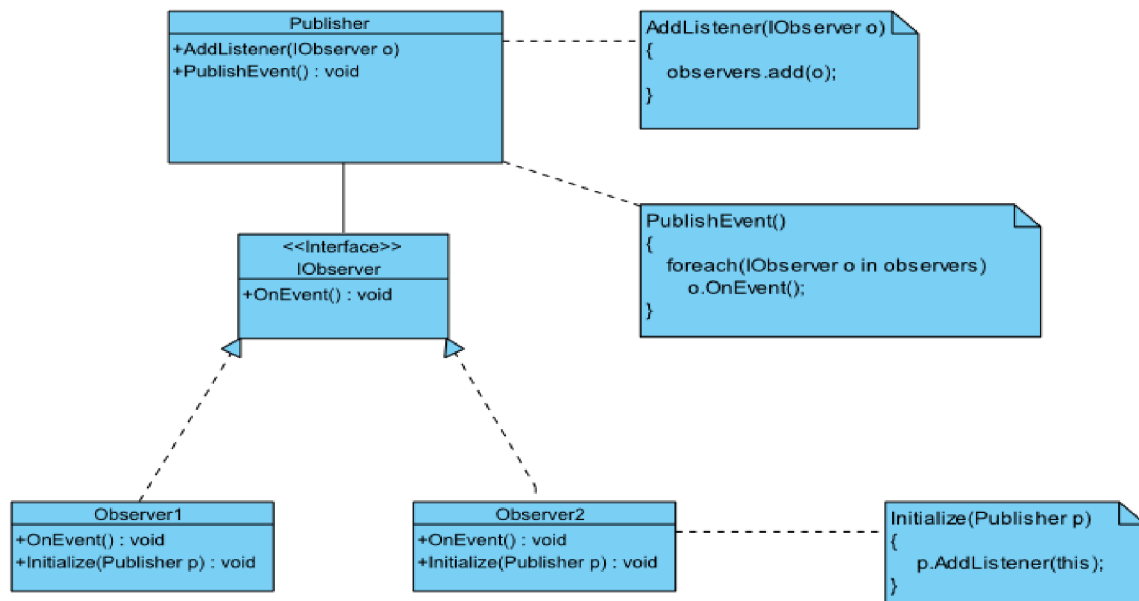 Publisher
+AddListener(IObserver o)
+PublishEvent() : void
AddListener(IObserver o)
{
observers.add(o);
}
PublishEvent()
{
foreach(IObserver o in observers)
o.OnEvent();
}
<<Interface>>
IObserver
+OnEvent() : void
Observer1
+OnEvent() : void
+Initialize(Publisher p) : void
Observer2
+OnEvent() : void
+Initialize(Publisher p) : void
Initialize(Publisher p)
{
p.AddListener(this);
}